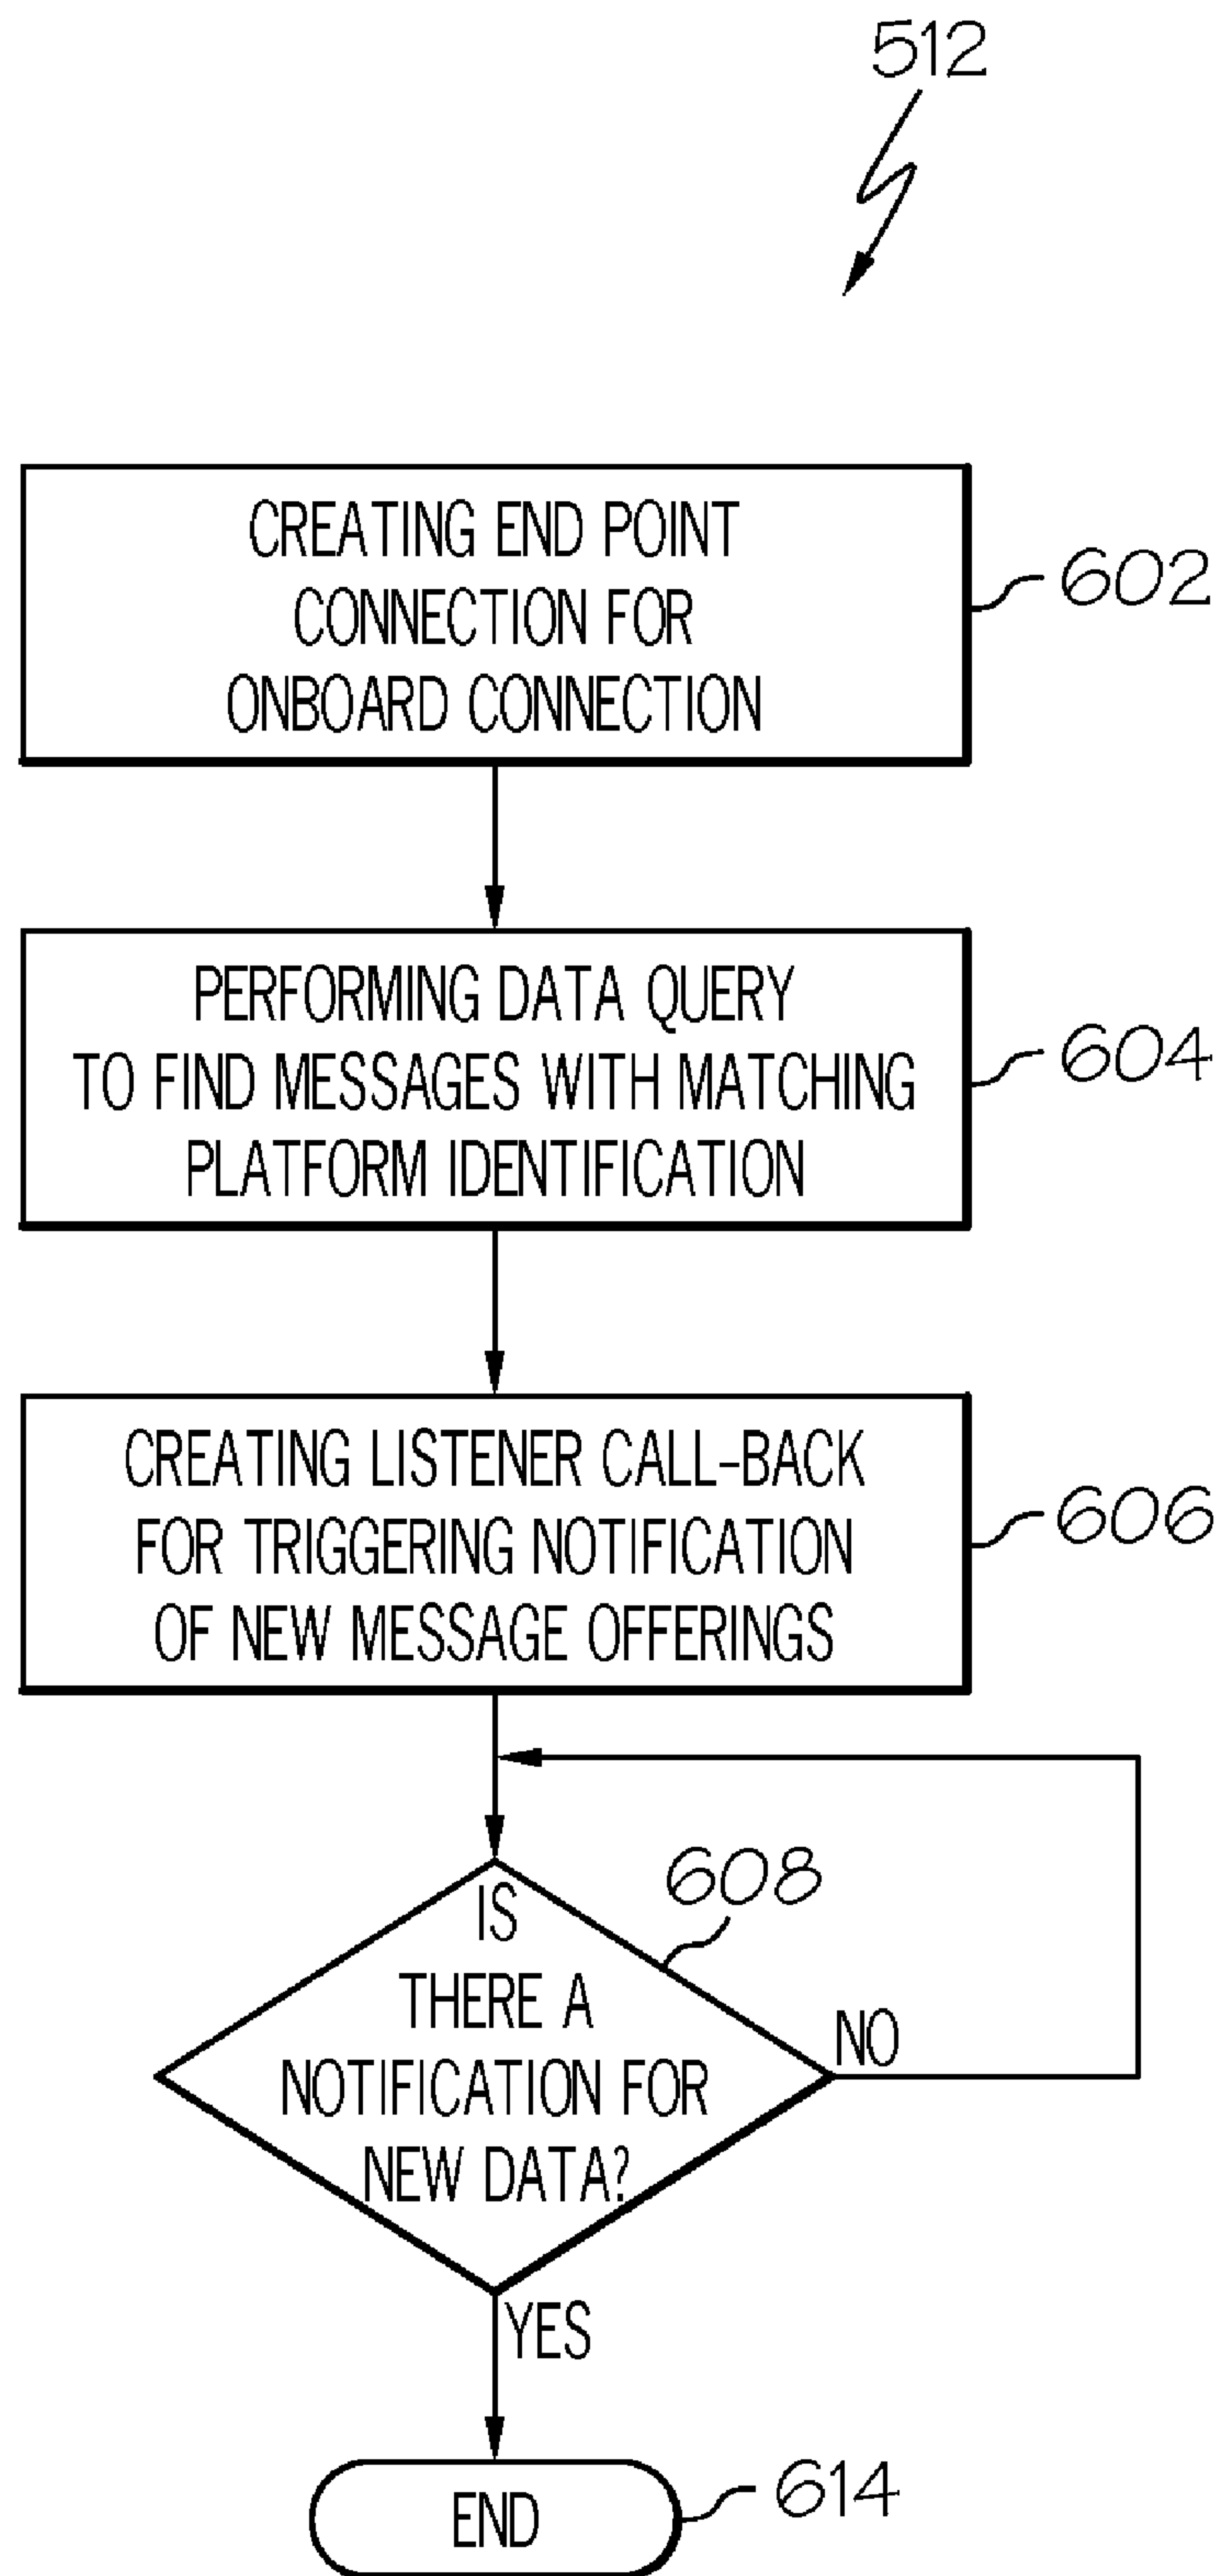 512
CREATING END POINT
CONNECTION FOR
ONBOARD CONNECTION
602
PERFORMING DATA QUERY
TO FIND MESSAGES WITH MATCHING
PLATFORM IDENTIFICATION
604
CREATING LISTENER CALL-BACK
FOR TRIGGERING NOTIFICATION
OF NEW MESSAGE OFFERINGS
606
608
IS
THERE A
NOTIFICATION FOR
NEW DATA?
NO
YES
END
614